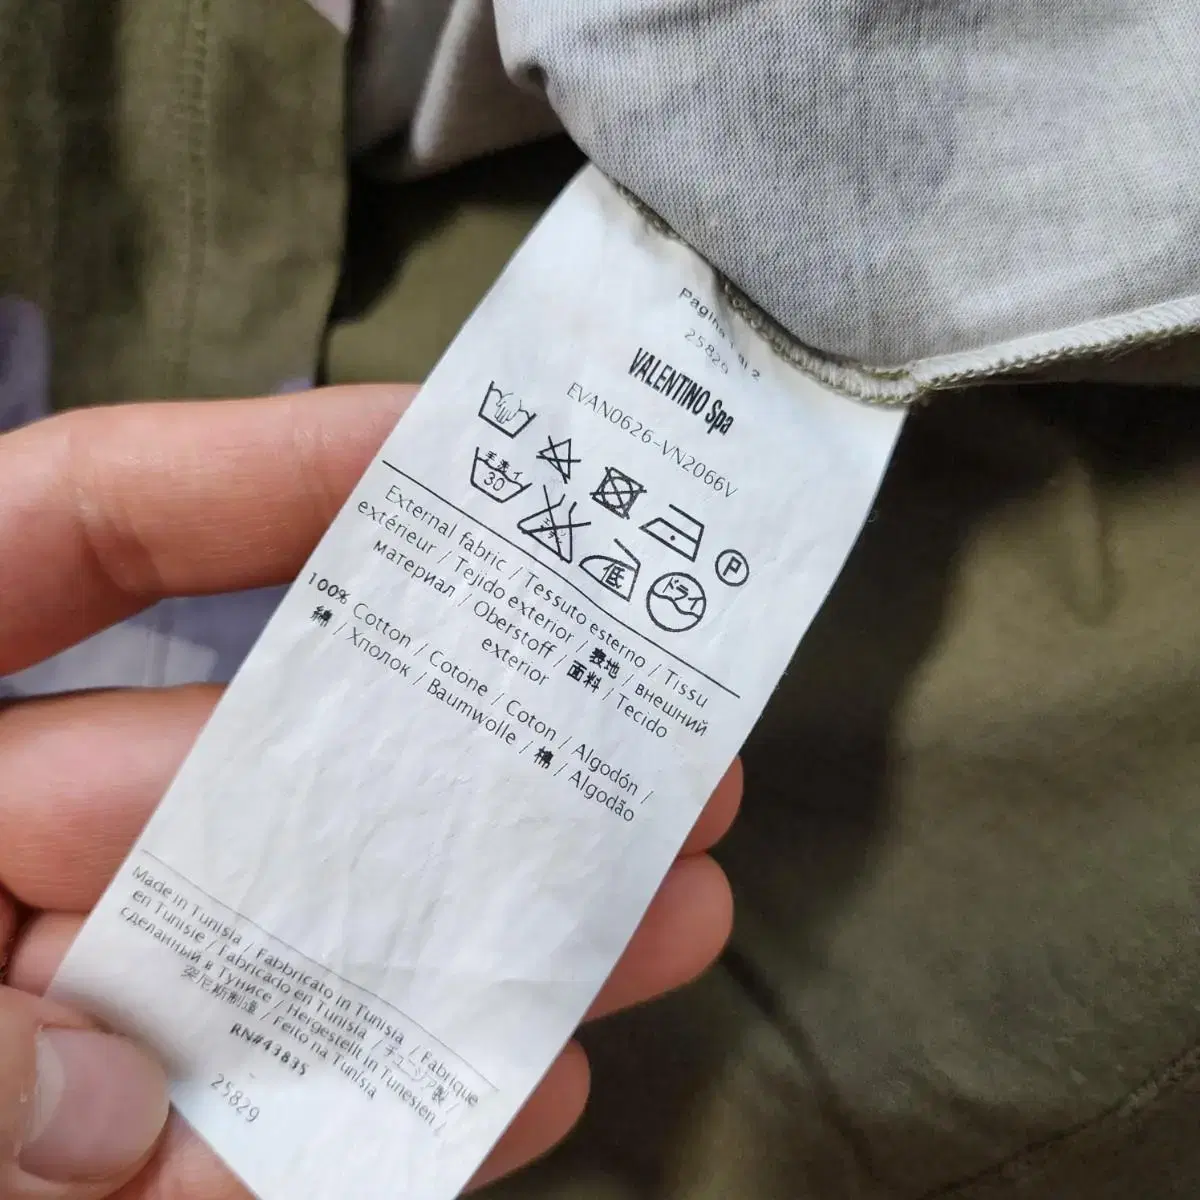 Pagina 1 di 2
25829
VALENTINO Spa
EVAN0626-VN2066V
P
手洗イ
30
低
ドライ
External fabric / Tessuto esterno / Tissu
extérieur / Tejido exterior / 表地 / внешний
материал / Oberstoff / 面料 / Tecido
exterior
100% Cotton / Cotone / Coton / Algodón /
綿 / Хполок / Baumwolle / 棉 / Algodão
Made in Tunisia / Fabbricato in Tunisia / Fabrique
en Tunisie / Fabricado en Tunisia / チュニジア製 /
сделанный в Тунисе / Hergestellt in Tunesien /
突尼斯制造 / Feito na Tunísia
RN#43835
25829